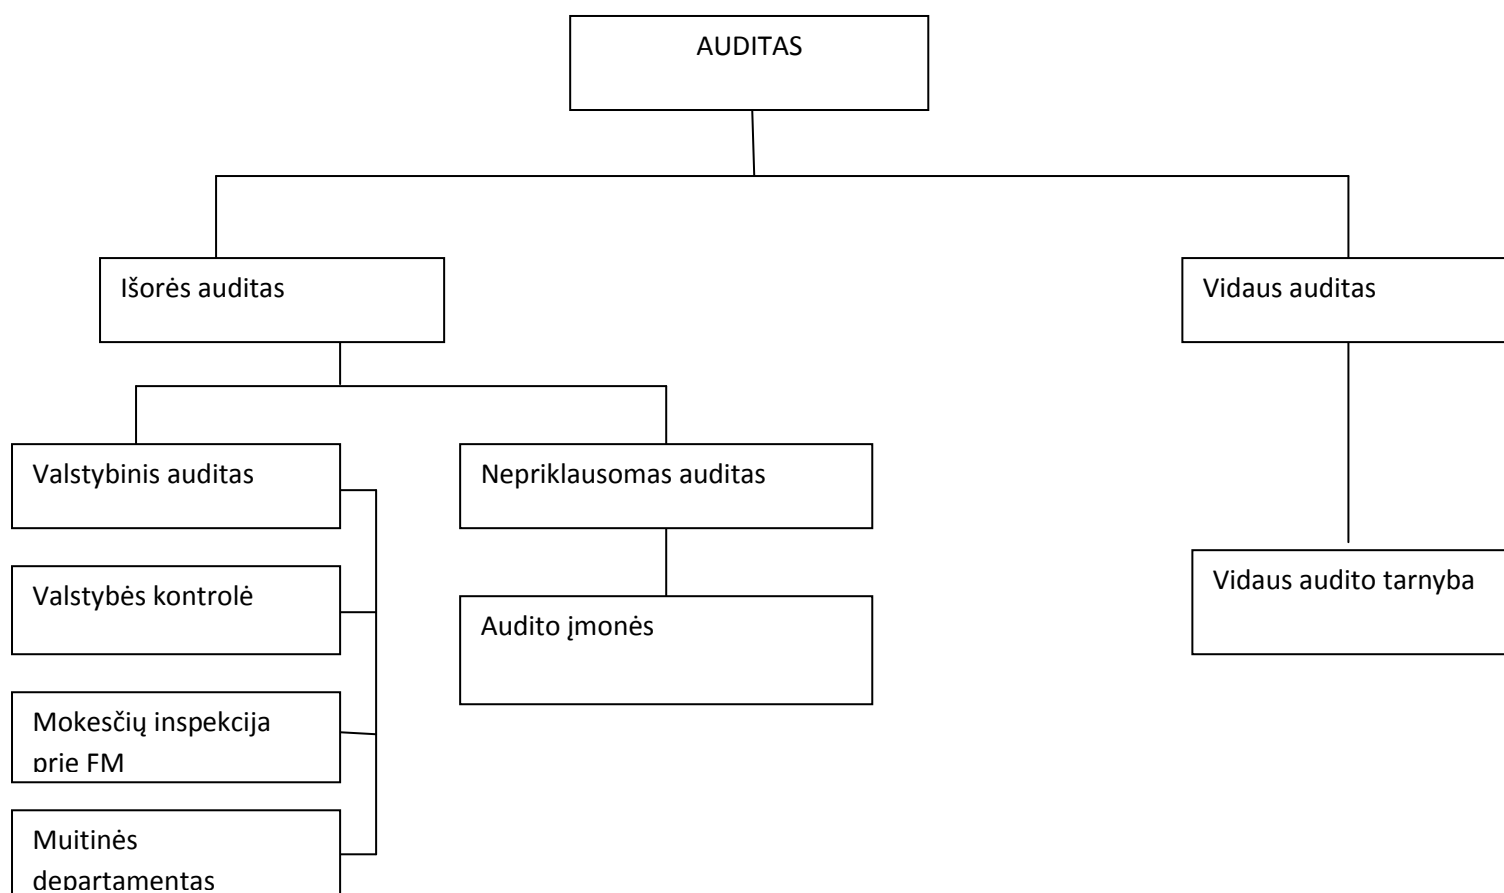 AUDITAS
Išorės auditas
Vidaus auditas
Valstybinis auditas
Nepriklausomas auditas
Valstybės kontrolė
Vidaus audito tarnyba
Audito įmonės
Mokesčių inspekcija
prie FM
Muitinės
departamentas